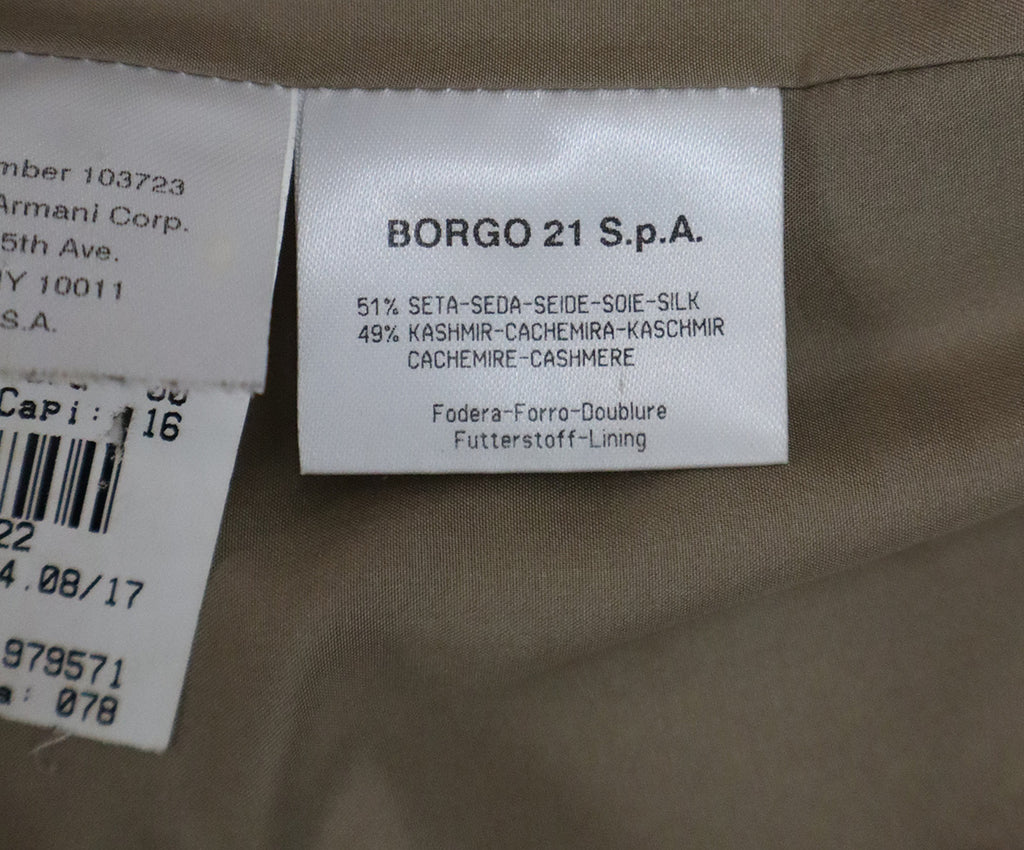 103723
Armani Corp.
5th Ave.
10011
S.A.
Capi: 16
22
4.08/17
979571
078
BORGO 21 S.p.A.
51% SETA-SEDA-SEIDE-SOIE-SILK
49% KASHMIR-CACHEMIRA-KASCHMIR
CACHEMIRE-CASHMERE
Fodera-Forro-Doublure
Futterstoff-Lining